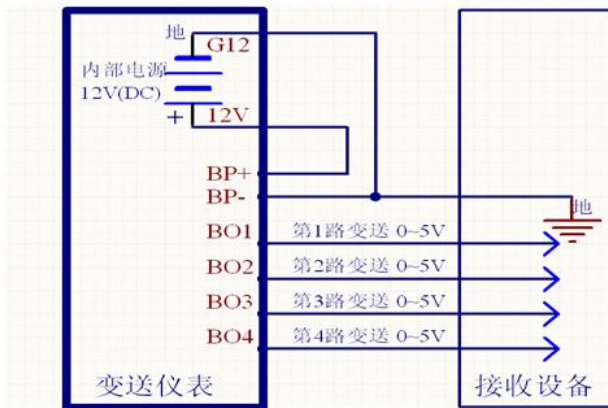 地
G12
内部电源
12V(DC)
+
12V
BP+
BP-
地
BO1
第1路变送 0~5V
BO2
第2路变送 0~5V
BO3
第3路变送 0~5V
BO4
第4路变送 0~5V
变送仪表
接收设备